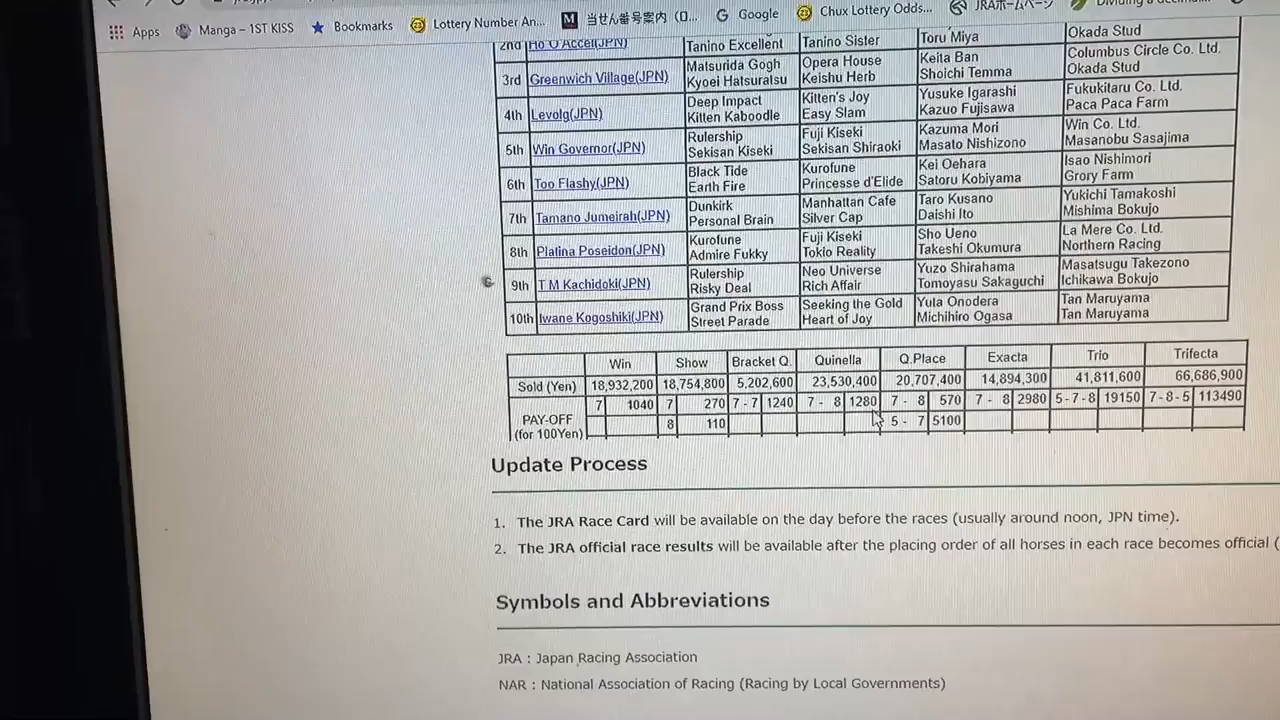 Apps Manga – 1ST KISS Bookmarks Lottery Number An... 当せん番号案内 (ロ... Google Chux Lottery Odds... JRAホームページ
2nd Ho O Accel(JPN) Tanino Excellent Tanino Sister Toru Miya Okada Stud
3rd Greenwich Village(JPN) Matsurida Gogh Opera House Keita Ban Columbus Circle Co. Ltd.
Kyoei Hatsuratsu Keishu Herb Shoichi Temma Okada Stud
4th Levolg(JPN) Deep Impact Kitten's Joy Yusuke Igarashi Fukukitaru Co. Ltd.
Kitten Kaboodle Easy Slam Kazuo Fujisawa Paca Paca Farm
5th Win Governor(JPN) Rulership Fuji Kiseki Kazuma Mori Win Co. Ltd.
Sekisan Kiseki Sekisan Shiraoki Masato Nishizono Masanobu Sasajima
6th Too Flashy(JPN) Black Tide Kurofune Kei Oehara Isao Nishimori
Earth Fire Princesse d'Elide Satoru Kobiyama Grory Farm
7th Tamano Jumeirah(JPN) Dunkirk Manhattan Cafe Taro Kusano Yukichi Tamakoshi
Personal Brain Silver Cap Daishi Ito Mishima Bokujo
8th Platina Poseidon(JPN) Kurofune Fuji Kiseki Sho Ueno La Mere Co. Ltd.
Admire Fukky Tokio Reality Takeshi Okumura Northern Racing
9th T M Kachidoki(JPN) Rulership Neo Universe Yuzo Shirahama Masatsugu Takezono
Risky Deal Rich Affair Tomoyasu Sakaguchi Ichikawa Bokujo
10th Iwane Kogoshiki(JPN) Grand Prix Boss Seeking the Gold Yuta Onodera Tan Maruyama
Street Parade Heart of Joy Michihiro Ogasa Tan Maruyama
Win Show Bracket Q. Quinella Q.Place Exacta Trio Trifecta
Sold (Yen) 18,932,200 18,754,800 5,202,600 23,530,400 20,707,400 14,894,300 41,811,600 66,686,900
PAY-OFF (for 100Yen) 7 1040 7 270 7 - 7 1240 7 - 8 1280 7 - 8 570 7 - 8 2980 5-7-8 19150 7-8-5 113490
8 110 5 - 7 5100
Update Process
1. The JRA Race Card will be available on the day before the races (usually around noon, JPN time).
2. The JRA official race results will be available after the placing order of all horses in each race becomes official (
Symbols and Abbreviations
JRA : Japan Racing Association
NAR : National Association of Racing (Racing by Local Governments)